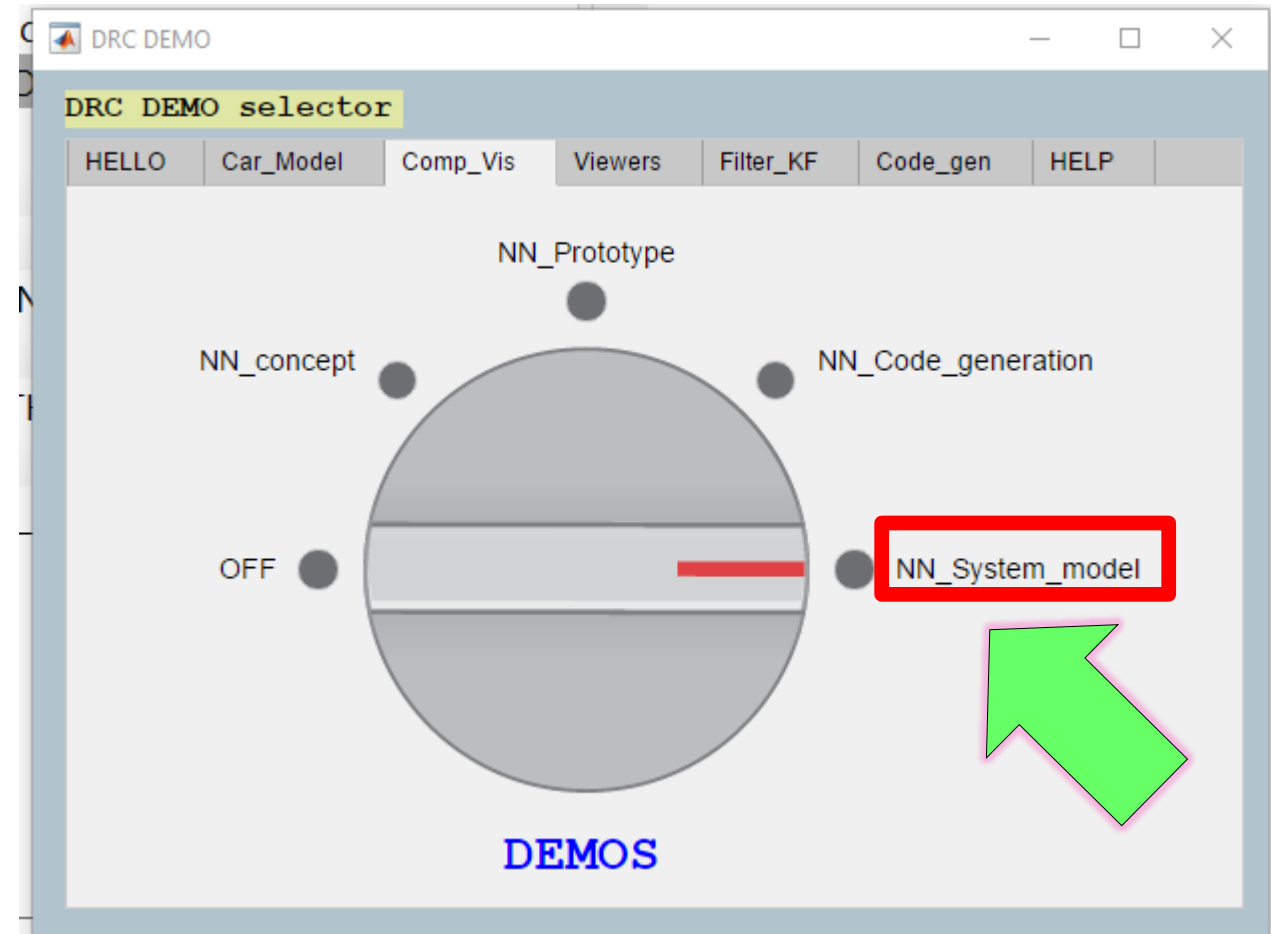 DRC DEMO
DRC DEMO selector
HELLO Car_Model Comp_Vis Viewers Filter_KF Code_gen HELP
NN_Prototype
NN_concept
NN_Code_generation
OFF
NN_System_model
DEMOS